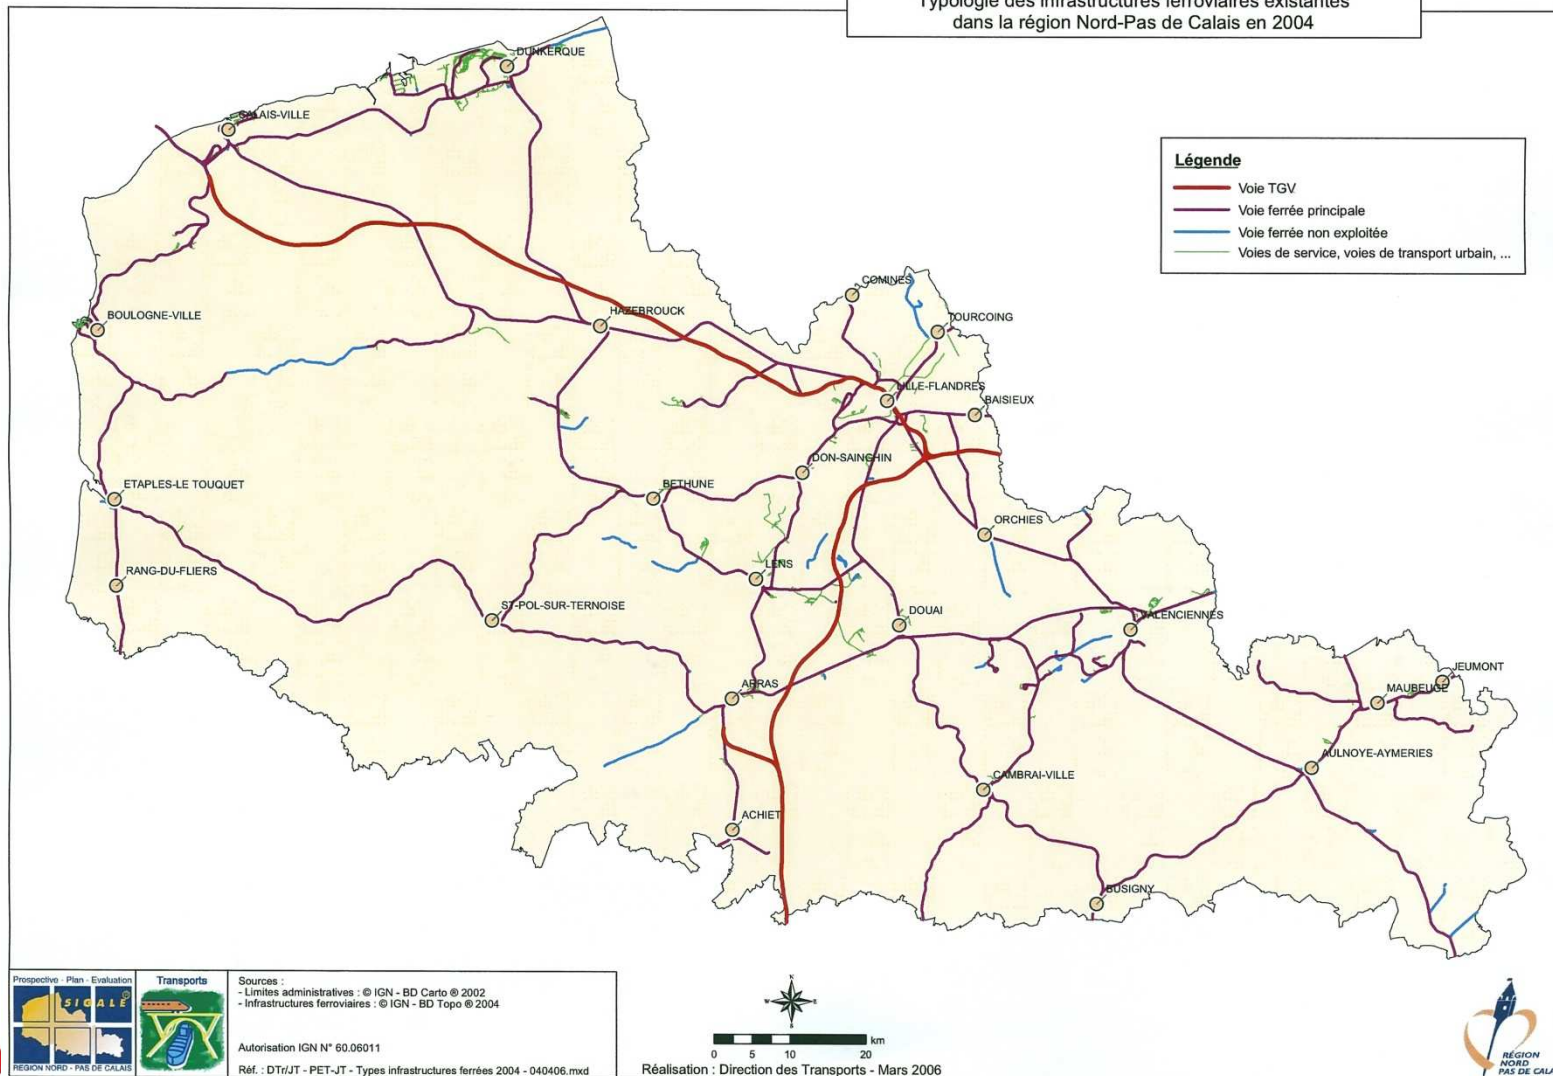 Typologie des infrastructures ferroviaires existantes
dans la région Nord-Pas de Calais en 2004
DUNKERQUE
CALAIS-VILLE
Légende
Voie TGV
Voie ferrée principale
Voie ferrée non exploitée
Voies de service, voies de transport urbain, ...
COMINES
BOULOGNE-VILLE
HAZEBROUCK
TOURCOING
LILLE-FLANDRES
BAISIEUX
DON-SAINGHIN
ETAPLES-LE TOUQUET
BETHUNE
ORCHIES
RANG-DU-FLIERS
LENS
ST-POL-SUR-TERNOISE
DOUAI
VALENCIENNES
JEUMONT
ARRAS
MAUBEUGE
AULNOYE-AYMERIES
CAMBRAI-VILLE
ACHIET
BUSIGNY
Prospective - Plan - Evaluation
SIGALE
REGION NORD - PAS DE CALAIS
Transports
Sources :
- Limites administratives : © IGN - BD Carto ® 2002
- Infrastructures ferroviaires : © IGN - BD Topo ® 2004
Autorisation IGN N° 60.06011
Réf. : DTr/JT - PET-JT - Types infrastructures ferrées 2004 - 040406.mxd
N
W E
S
km
0 5 10 20
Réalisation : Direction des Transports - Mars 2006
RÉGION
NORD
PAS DE CALA